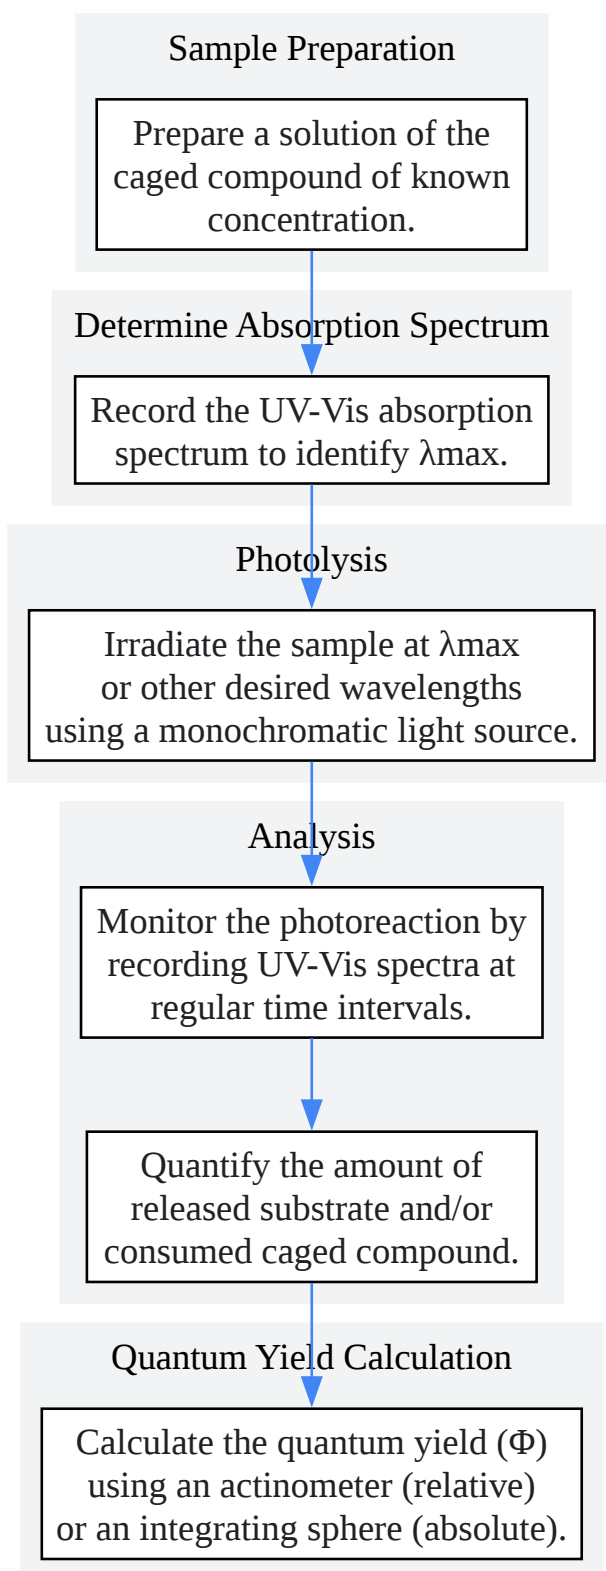 Sample Preparation
Prepare a solution of the
caged compound of known
concentration.
Determine Absorption Spectrum
Record the UV-Vis absorption
spectrum to identify λmax.
Photolysis
Irradiate the sample at λmax
or other desired wavelengths
using a monochromatic light source.
Analysis
Monitor the photoreaction by
recording UV-Vis spectra at
regular time intervals.
Quantify the amount of
released substrate and/or
consumed caged compound.
Quantum Yield Calculation
Calculate the quantum yield (Φ)
using an actinometer (relative)
or an integrating sphere (absolute).